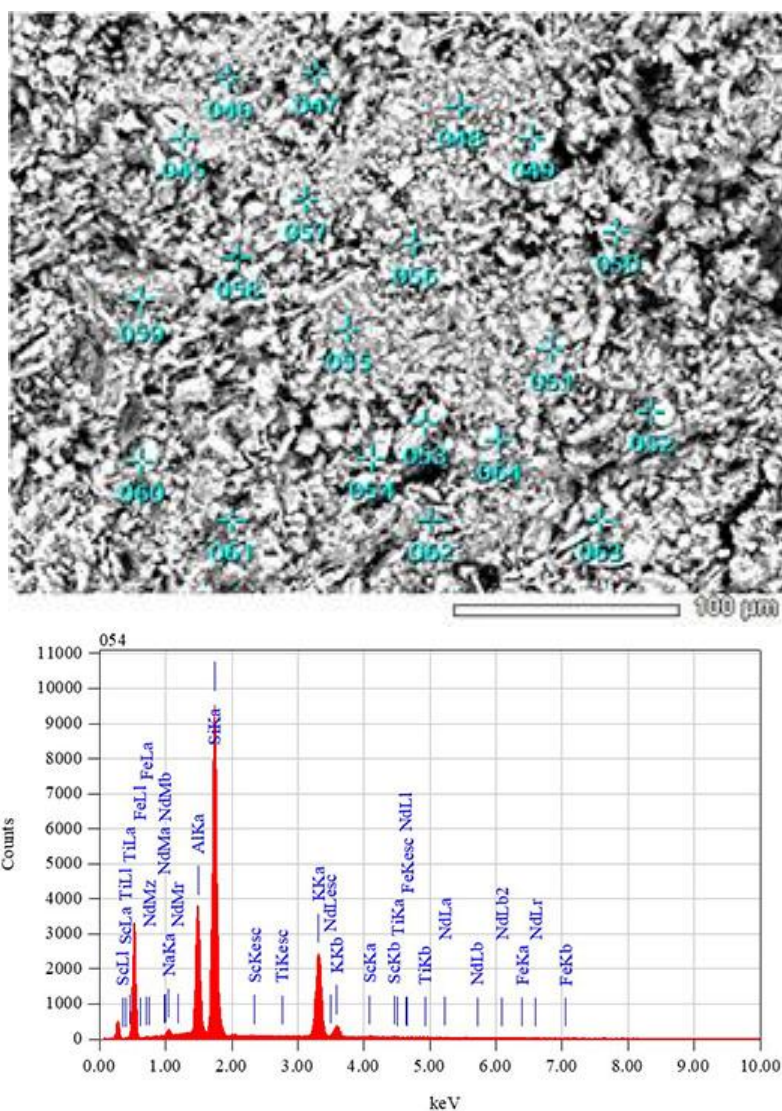 046 047
048
045 049
057
056 050
058
059
055
051
052
053
064
060 054
061 062 063
100 µm
054
11000
10000
9000
8000
7000
6000
5000
4000
3000
2000
1000
0
Counts
ScLl
ScLa
TiLl
TiLa
FeLl
FeLa
NdMz
NdMa
NdMb
NaKa
NdMr
AlKa
SiKa
ScKesc
TiKesc
KKa
NdLesc
KKb
ScKa
ScKb
TiKa
FeKesc
NdLl
TiKb
NdLa
NdLb
NdLb2
FeKa
NdLr
FeKb
0.00 1.00 2.00 3.00 4.00 5.00 6.00 7.00 8.00 9.00 10.00
keV